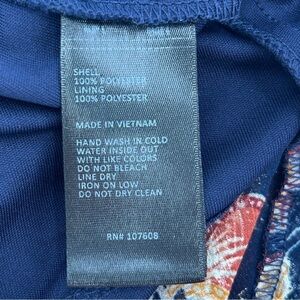 SHELL
100% POLYESTER
LINING
100% POLYESTER
MADE IN VIETNAM
HAND WASH IN COLD
WATER INSIDE OUT
WITH LIKE COLORS
DO NOT BLEACH
LINE DRY
IRON ON LOW
DO NOT DRY CLEAN
RN# 107608